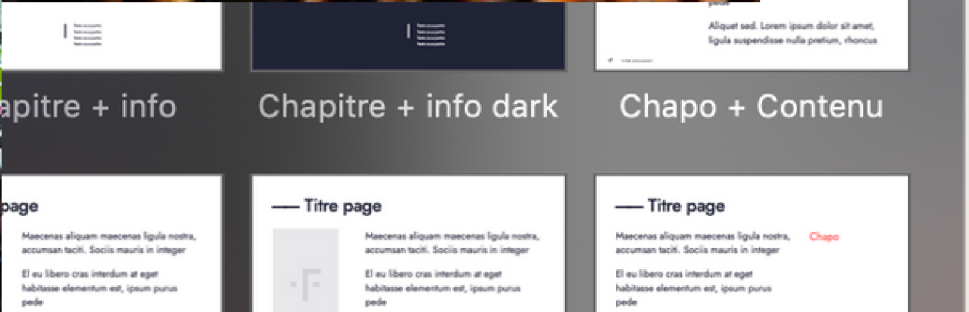 pede
Aliquet sed. Lorem ipsum dolor sit amet,
ligula suspendisse nulla pretium, rhoncus
apitre + info
Chapitre + info dark
Chapo + Contenu
page
Maecenas aliquam maecenas ligula nostra,
accumsan taciti. Sociis mauris in integer
El eu libero cras interdum at eget
habitasse elementum est, ipsum purus
pede
Titre page
F
Maecenas aliquam maecenas ligula nostra,
accumsan taciti. Sociis mauris in integer
El eu libero cras interdum at eget
habitasse elementum est, ipsum purus
pede
Titre page
Maecenas aliquam maecenas ligula nostra,
accumsan taciti. Sociis mauris in integer
El eu libero cras interdum at eget
habitasse elementum est, ipsum purus
pede
Chapo